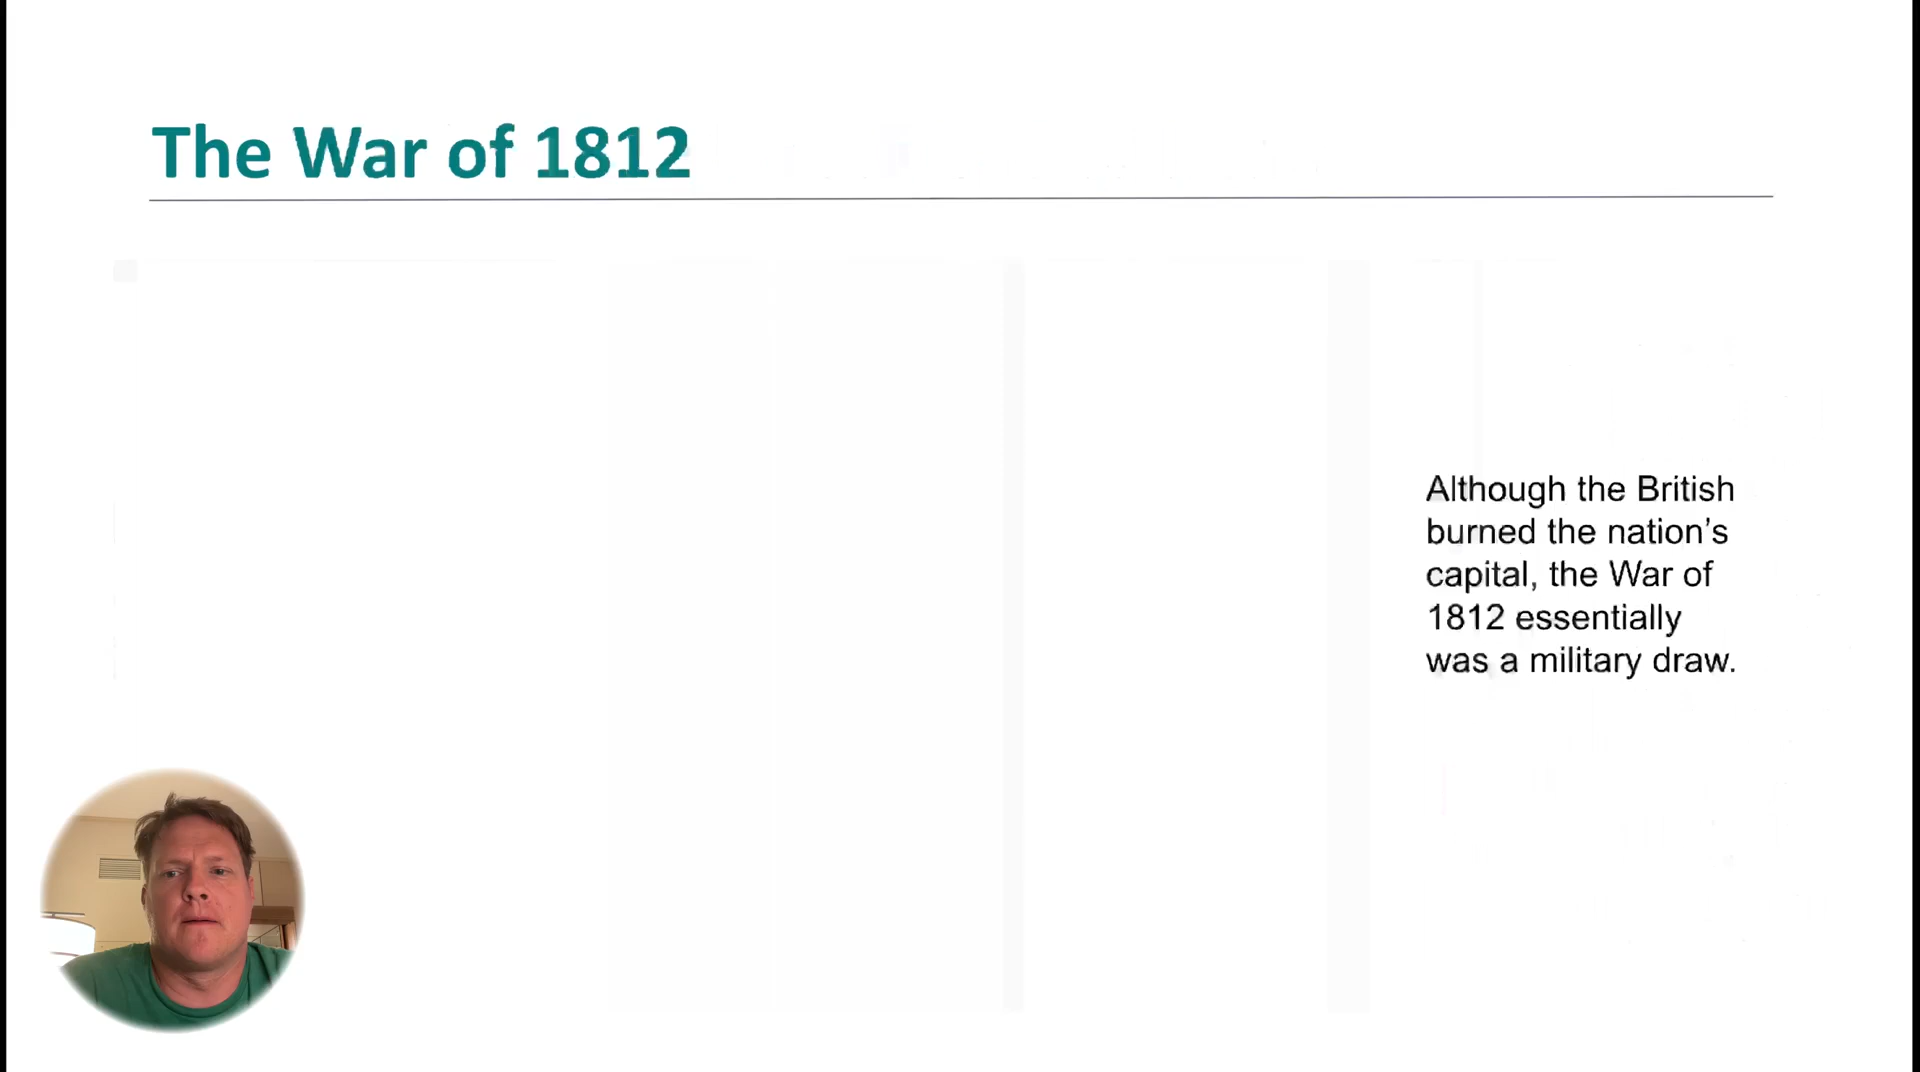 The War of 1812
Although the British
burned the nation’s
capital, the War of
1812 essentially
was a military draw.